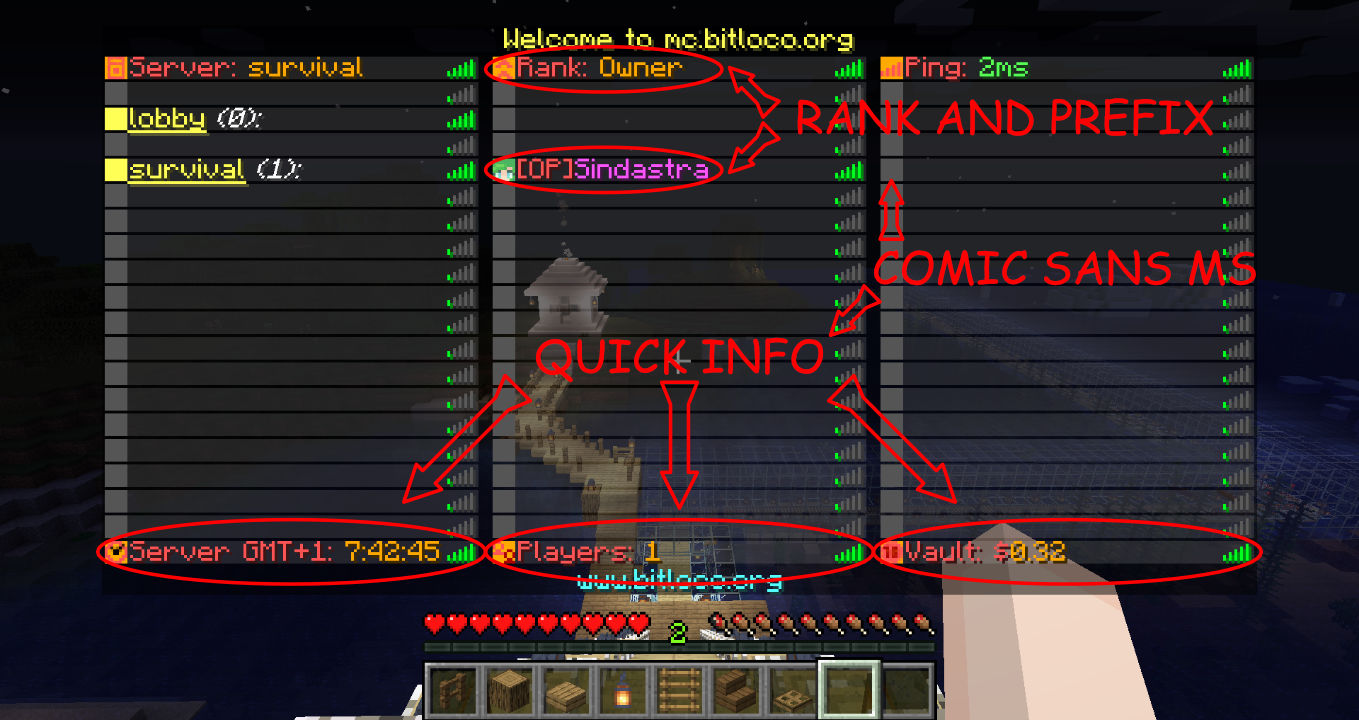 Welcome to mc.bitloco.org
Server: survival
Rank: Owner
Ping: 2ms
RANK AND PREFIX
lobby (0):
survival (1):
[OP]Sindastra
COMIC SANS MS
QUICK INFO
Server GMT+1: 7:42:45
Players: 1
Vault: $0.32
www.bitloco.org
2